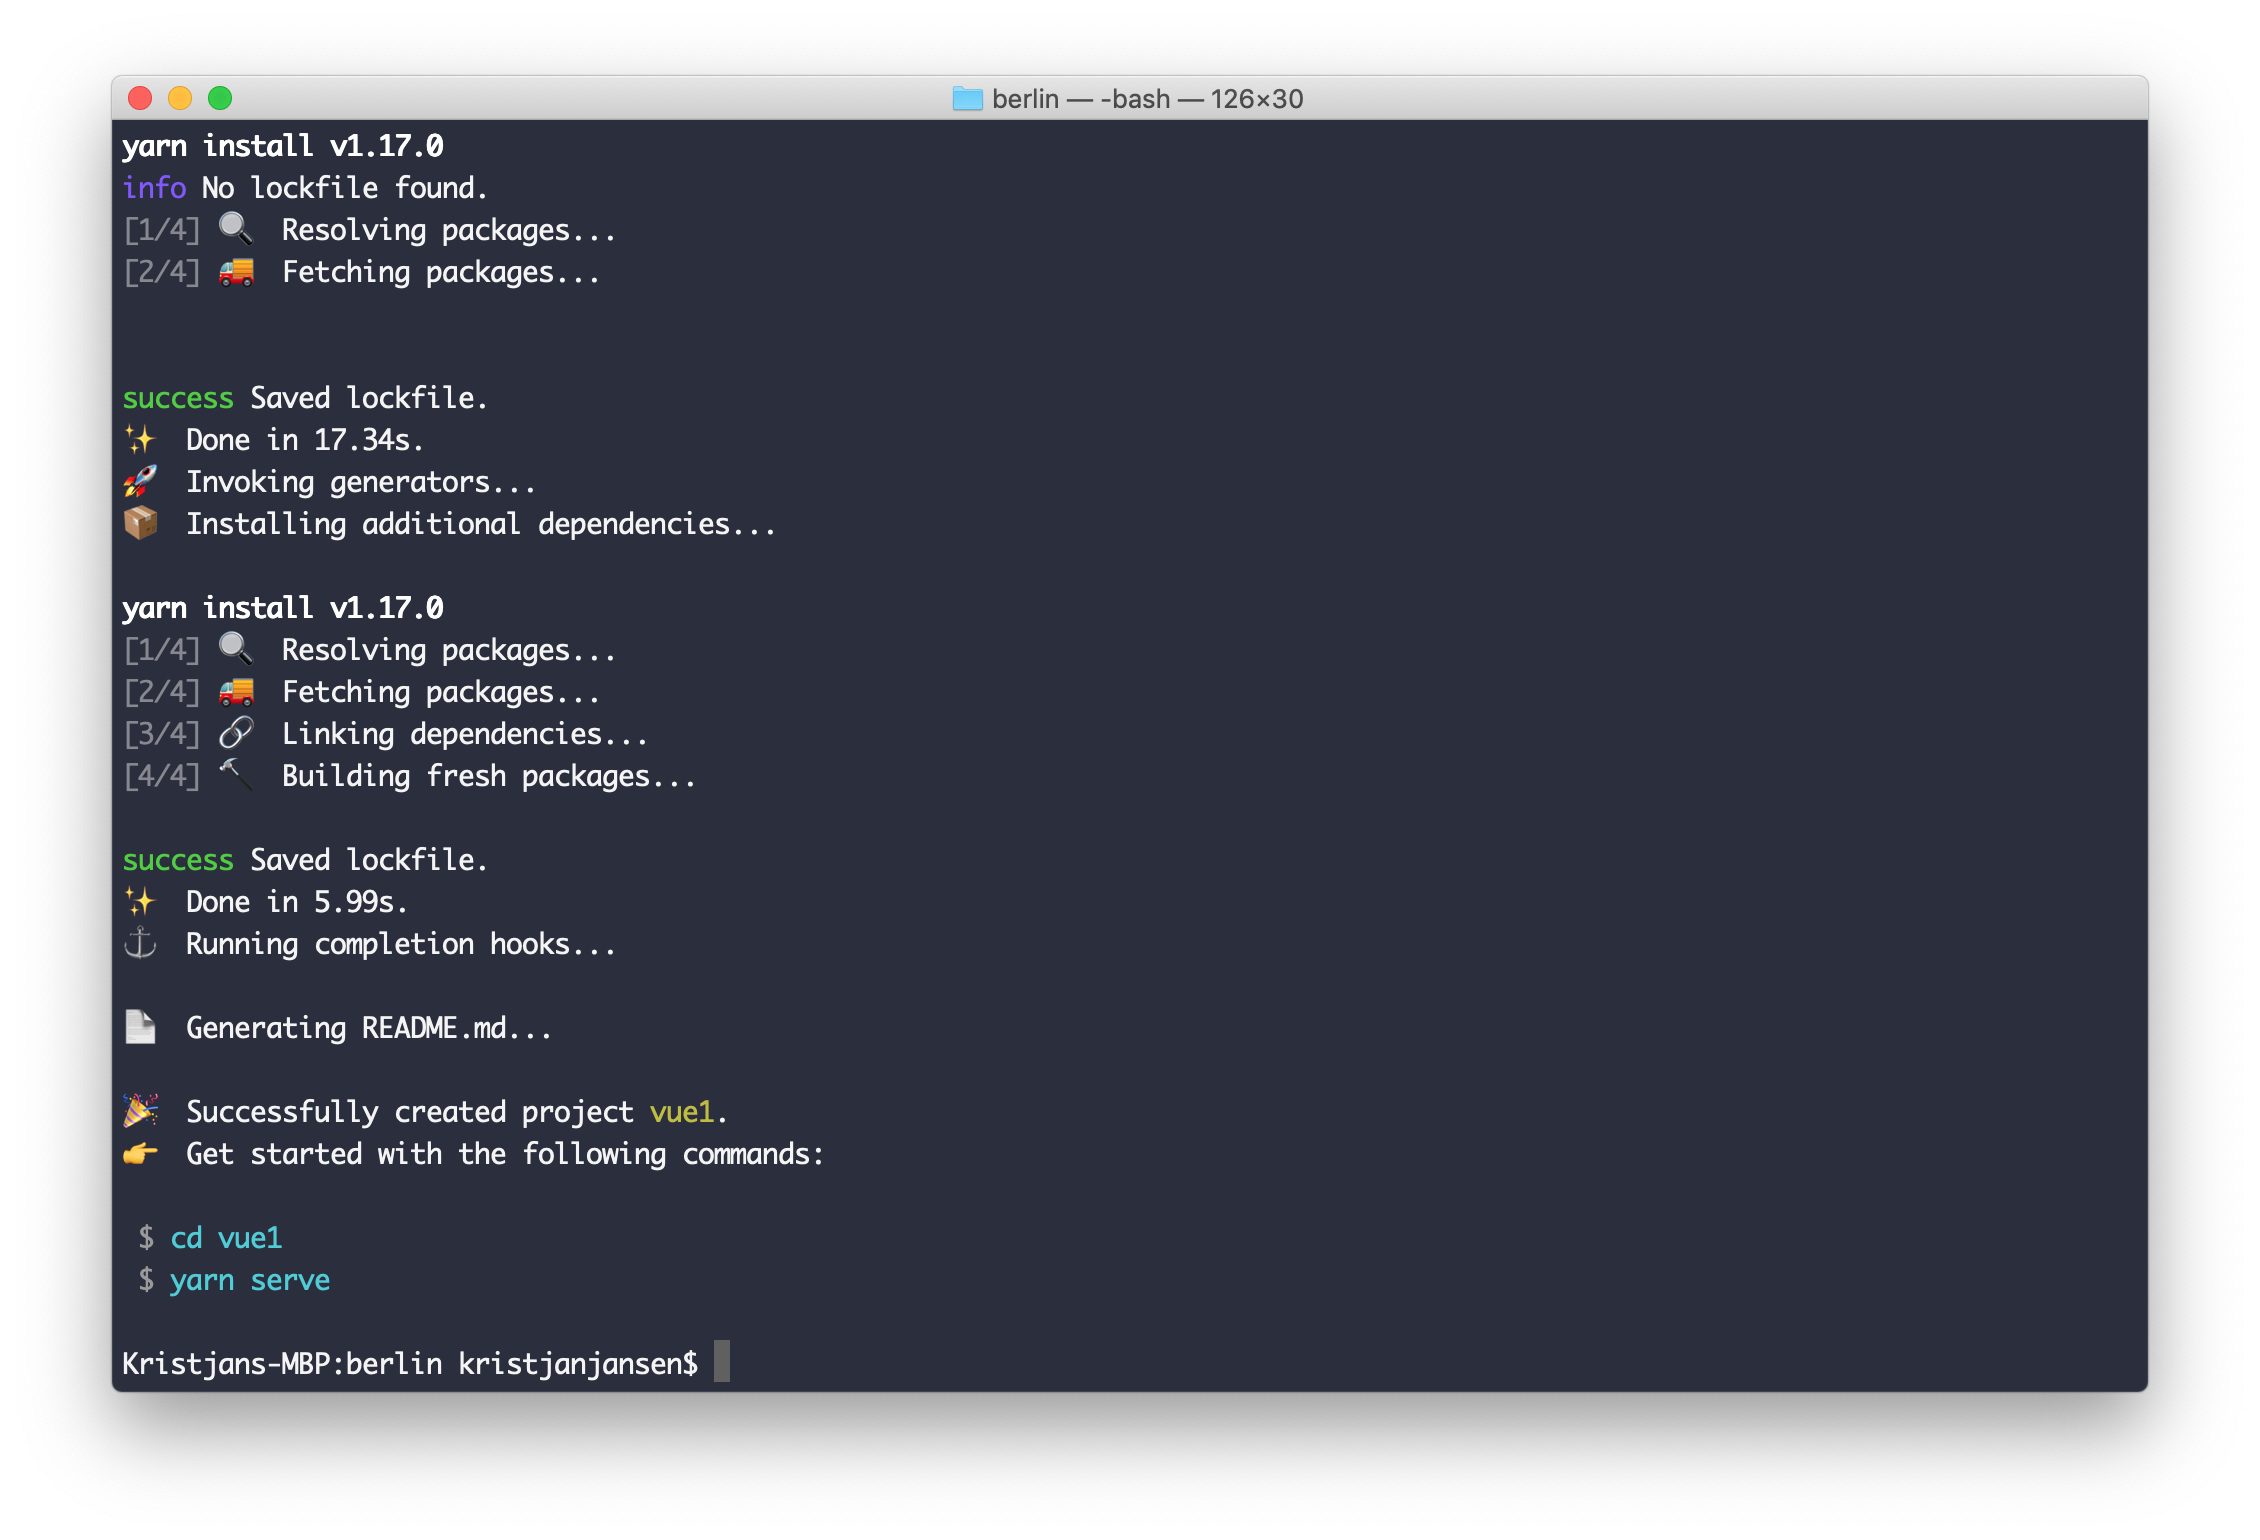 berlin — -bash — 126×30
yarn install v1.17.0
info No lockfile found.
[1/4] 🔍 Resolving packages...
[2/4] 🚚 Fetching packages...
success Saved lockfile.
✨ Done in 17.34s.
🚀 Invoking generators...
📦 Installing additional dependencies...
yarn install v1.17.0
[1/4] 🔍 Resolving packages...
[2/4] 🚚 Fetching packages...
[3/4] 🔗 Linking dependencies...
[4/4] 🔨 Building fresh packages...
success Saved lockfile.
✨ Done in 5.99s.
⚓ Running completion hooks...
📄 Generating README.md...
🎉 Successfully created project vue1.
👉 Get started with the following commands:
$ cd vue1
$ yarn serve
Kristjans-MBP:berlin kristjanjansen$